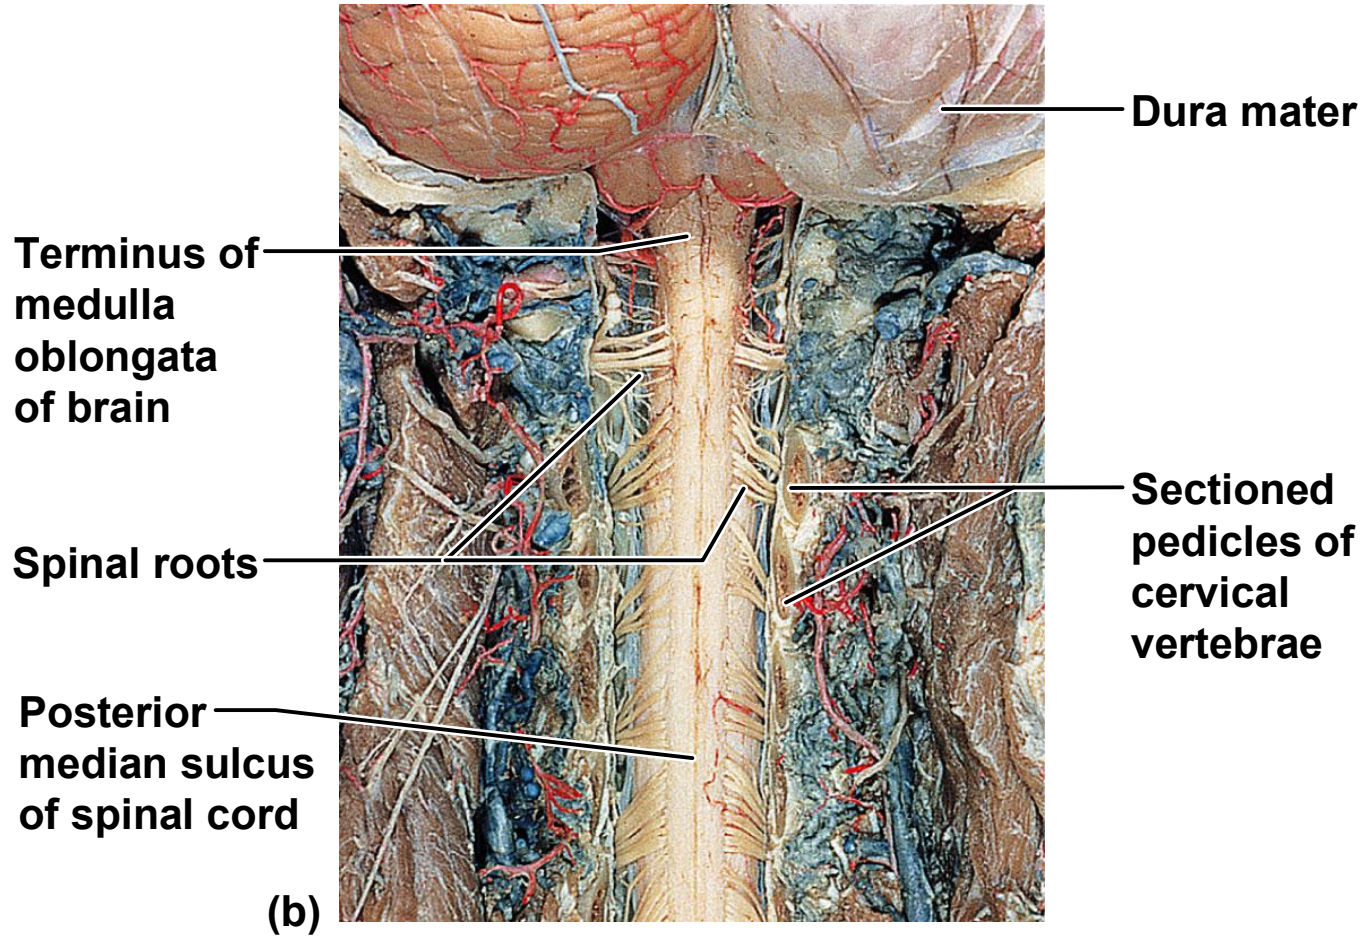 Dura mater
Terminus of
medulla
oblongata
of brain
Spinal roots
Sectioned
pedicles of
cervical
vertebrae
Posterior
median sulcus
of spinal cord
(b)